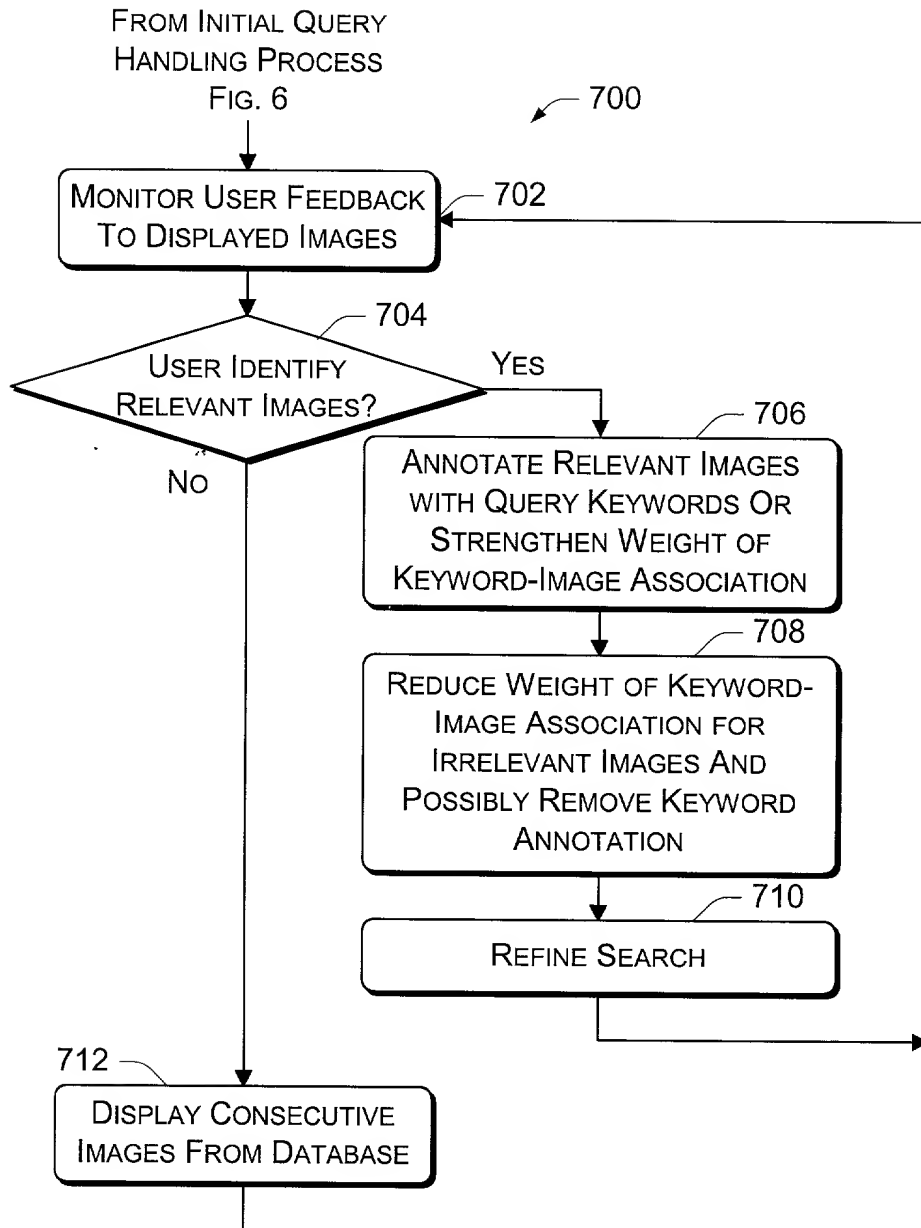 FROM INITIAL QUERY
HANDLING PROCESS
FIG. 6
700
MONITOR USER FEEDBACK
TO DISPLAYED IMAGES
702
704
USER IDENTIFY
RELEVANT IMAGES?
YES
NO
706
ANNOTATE RELEVANT IMAGES
WITH QUERY KEYWORDS OR
STRENGTHEN WEIGHT OF
KEYWORD-IMAGE ASSOCIATION
708
REDUCE WEIGHT OF KEYWORD-
IMAGE ASSOCIATION FOR
IRRELEVANT IMAGES AND
POSSIBLY REMOVE KEYWORD
ANNOTATION
710
REFINE SEARCH
712
DISPLAY CONSECUTIVE
IMAGES FROM DATABASE